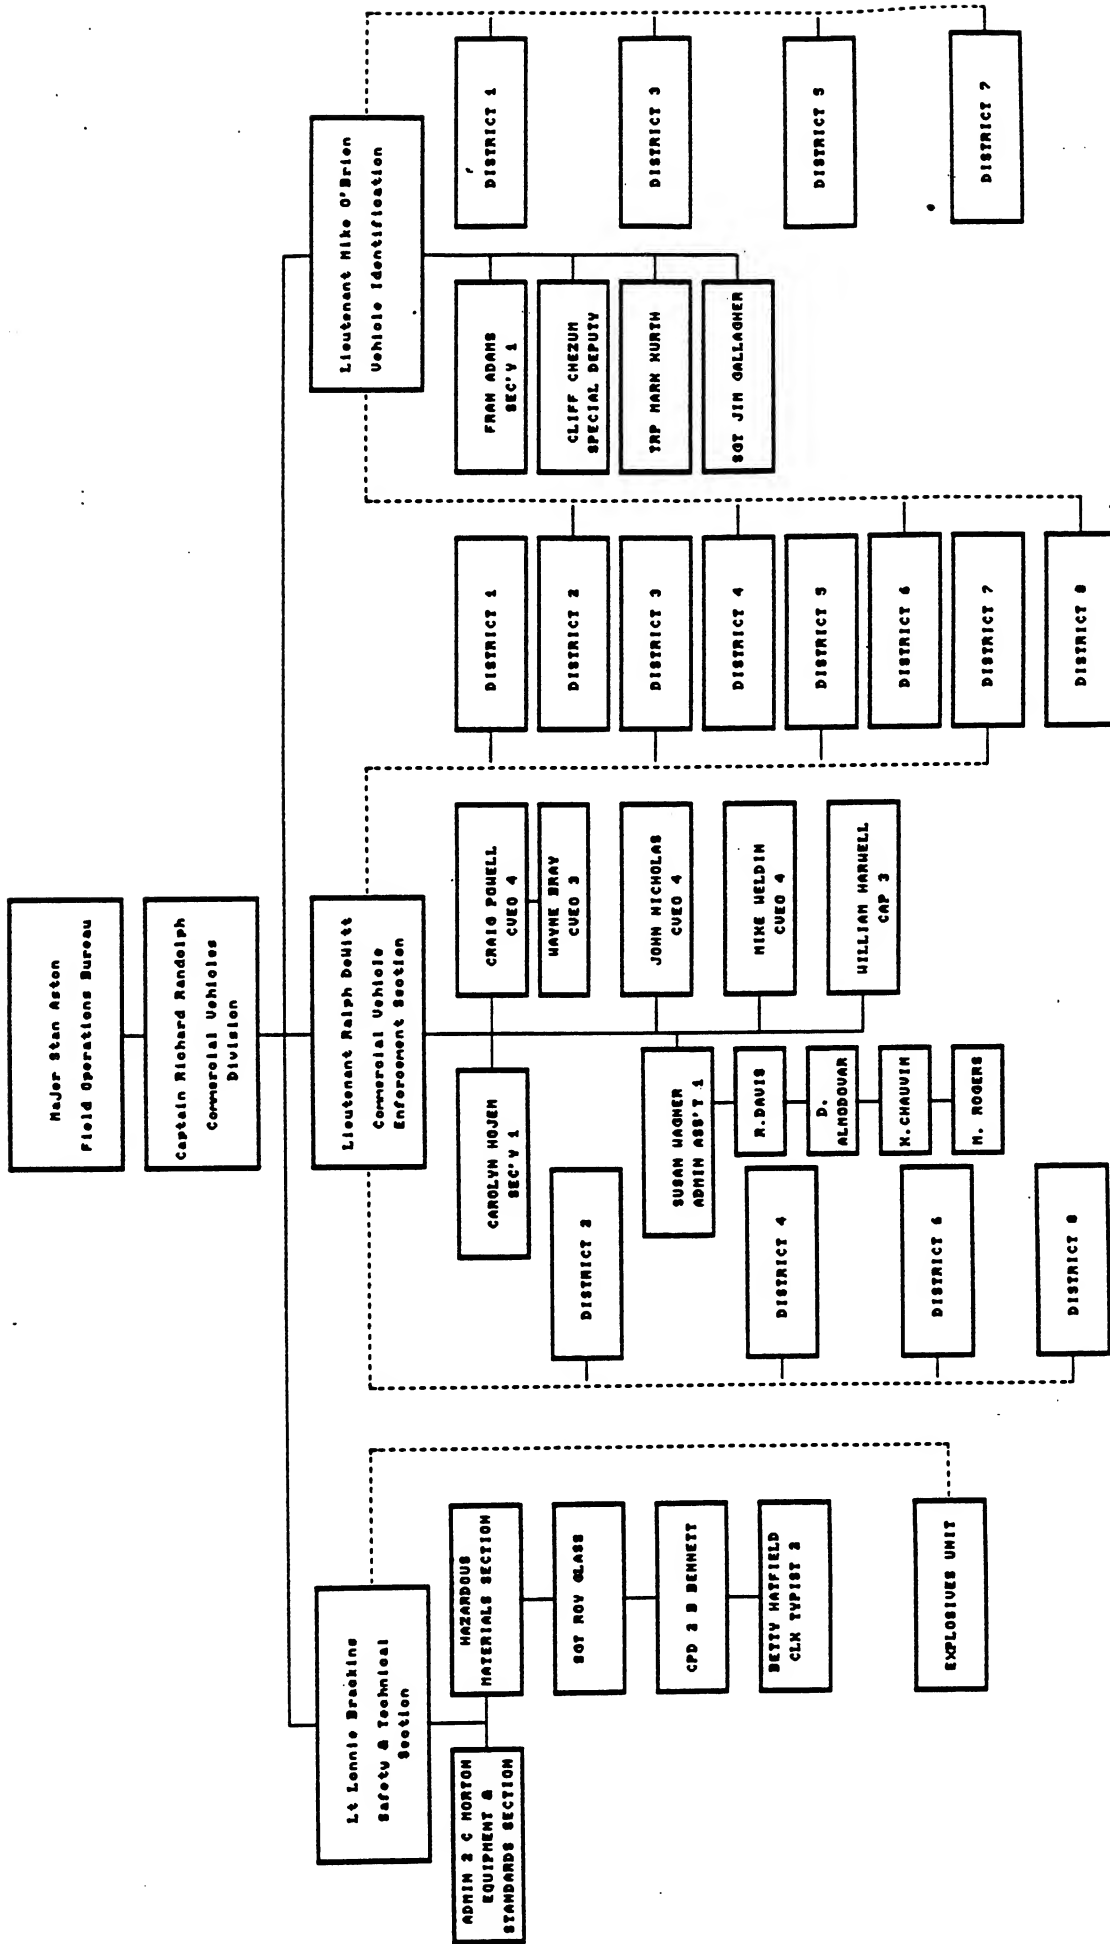 Major Stan Aston
Field Operations Bureau
Captain Richard Randolph
Commercial Vehicles
Division
Lt Lonnie Brackins
Safety & Technical
Section
Lieutenant Ralph DeWitt
Commercial Vehicle
Enforcement Section
Lieutenant Mike O'Brien
Vehicle Identification
ADMIN 2 C MORTON
EQUIPMENT &
STANDARDS SECTION
HAZARDOUS
MATERIALS SECTION
SGT ROY GLASS
CPD 2 B BENNETT
BETTY HATFIELD
CLK TYPIST 2
EXPLOSIVES UNIT
DISTRICT 2
DISTRICT 4
DISTRICT 6
DISTRICT 8
CAROLYN HOJEM
SEC'Y 1
SUSAN WAGNER
ADMIN ASS'T 1
R.DAVIS
D.
ALMODOVAR
K.CHAUVIN
M. ROGERS
CRAIG POWELL
CVEO 4
WAYNE BRAY
CVEO 3
JOHN NICHOLAS
CVEO 4
MIKE WELDIN
CVEO 4
WILLIAM HARWELL
CAP 3
DISTRICT 1
DISTRICT 2
DISTRICT 3
DISTRICT 4
DISTRICT 5
DISTRICT 6
DISTRICT 7
DISTRICT 8
FRAN ADAMS
SEC'Y 1
CLIFF CHEZUM
SPECIAL DEPUTY
TRP MARK WURTH
SGT JIM GALLAGHER
DISTRICT 1
DISTRICT 3
DISTRICT 5
DISTRICT 7